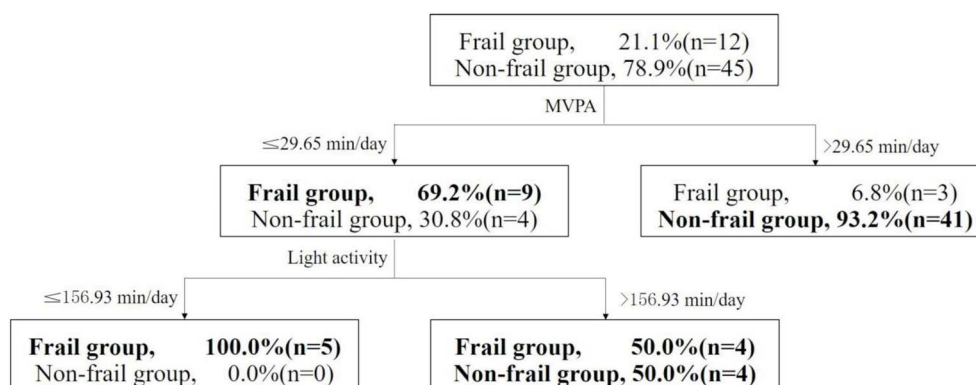 Frail group, 21.1%(n=12)
Non-frail group, 78.9%(n=45)
MVPA
≦29.65 min/day
>29.65 min/day
Frail group, 69.2%(n=9)
Non-frail group, 30.8%(n=4)
Frail group, 6.8%(n=3)
Non-frail group, 93.2%(n=41)
Light activity
≦156.93 min/day
>156.93 min/day
Frail group, 100.0%(n=5)
Non-frail group, 0.0%(n=0)
Frail group, 50.0%(n=4)
Non-frail group, 50.0%(n=4)